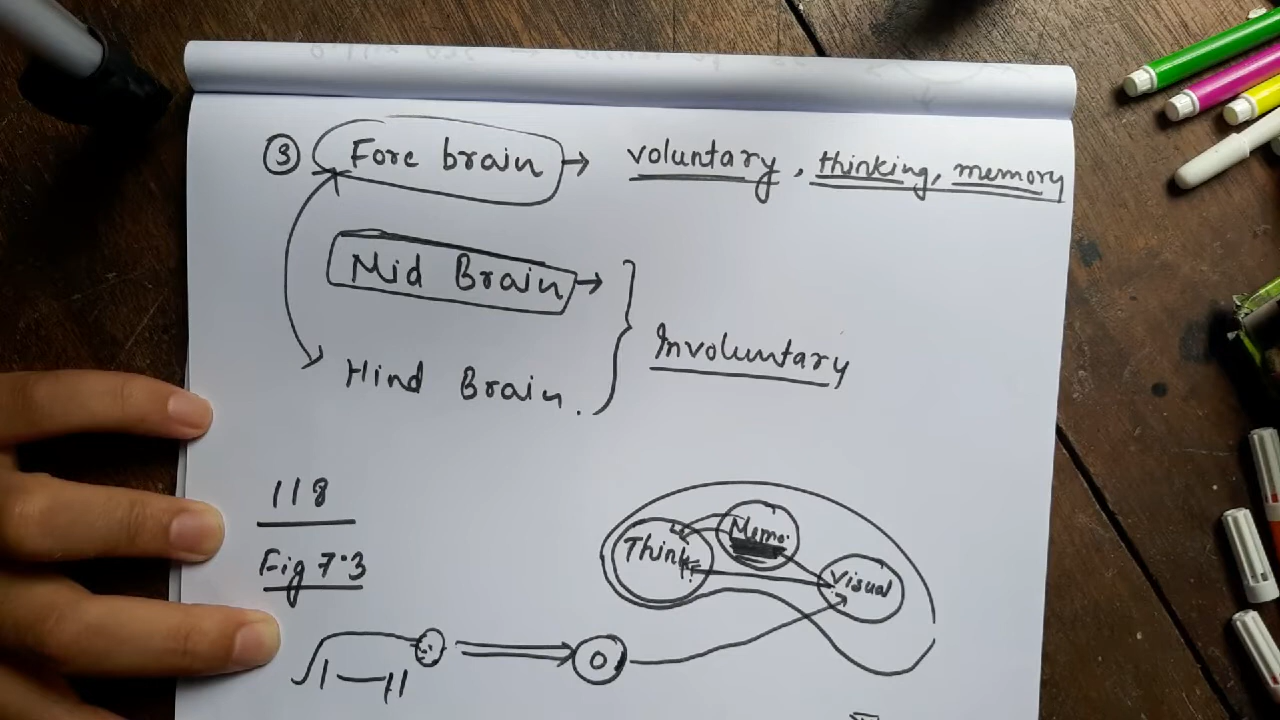 ③ Fore brain → voluntary, thinking, memory
Mid Brain →
Involuntary
Hind Brain.
118
Fig 7.3
Think
Memo.
Visual